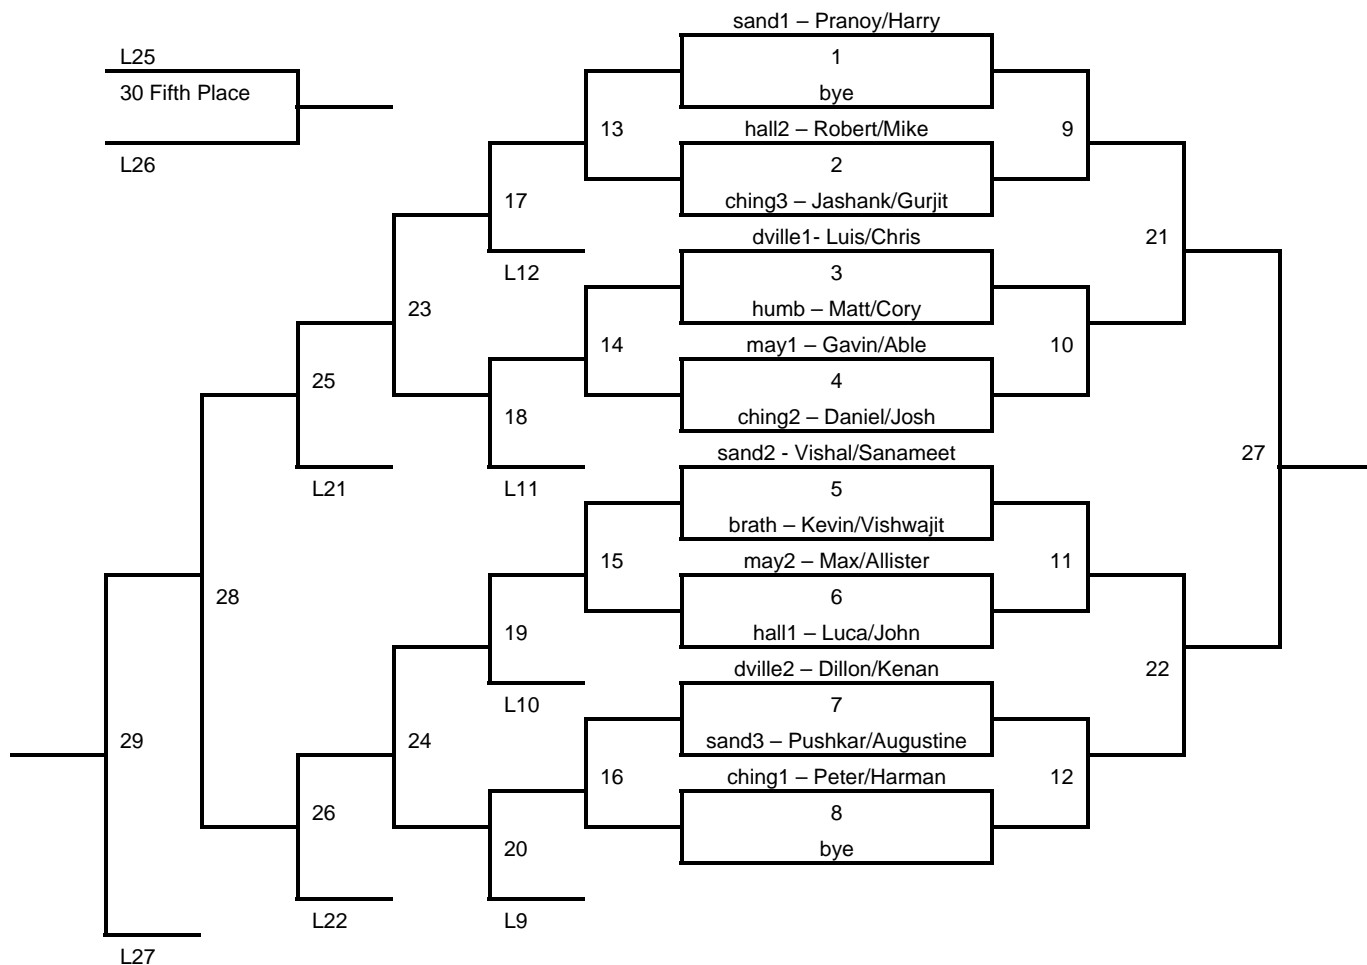 sand1 – Pranoy/Harry
L25
1
30 Fifth Place
bye
13
hall2 – Robert/Mike
9
L26
2
17
ching3 – Jashank/Gurjit
dville1- Luis/Chris
21
L12
3
23
humb – Matt/Cory
14
may1 – Gavin/Able
10
25
4
18
ching2 – Daniel/Josh
sand2 - Vishal/Sanameet
27
L21
L11
5
brath – Kevin/Vishwajit
15
may2 – Max/Allister
11
28
6
19
hall1 – Luca/John
dville2 – Dillon/Kenan
22
L10
7
29
24
sand3 – Pushkar/Augustine
16
ching1 – Peter/Harman
12
26
8
20
bye
L22
L9
L27